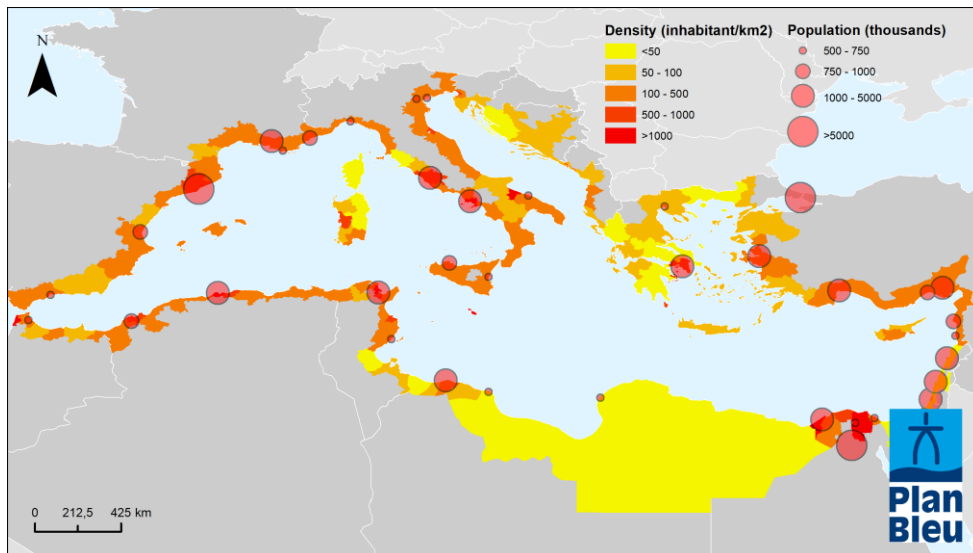 Density (inhabitant/km2)
<50
50 - 100
100 - 500
500 - 1000
>1000
Population (thousands)
500 - 750
750 - 1000
1000 - 5000
>5000
N
0 212,5 425 km
Plan
Bleu